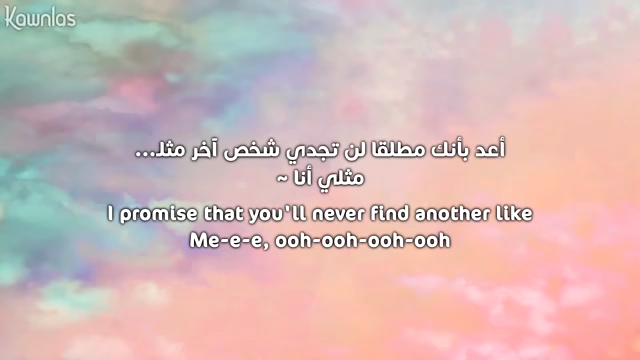 Kawnlas
أعد بأنك مطلقا لن تجدي شخص آخر مثلـ...
مثلي أنا ~
I promise that you'll never find another like
Me-e-e, ooh-ooh-ooh-ooh